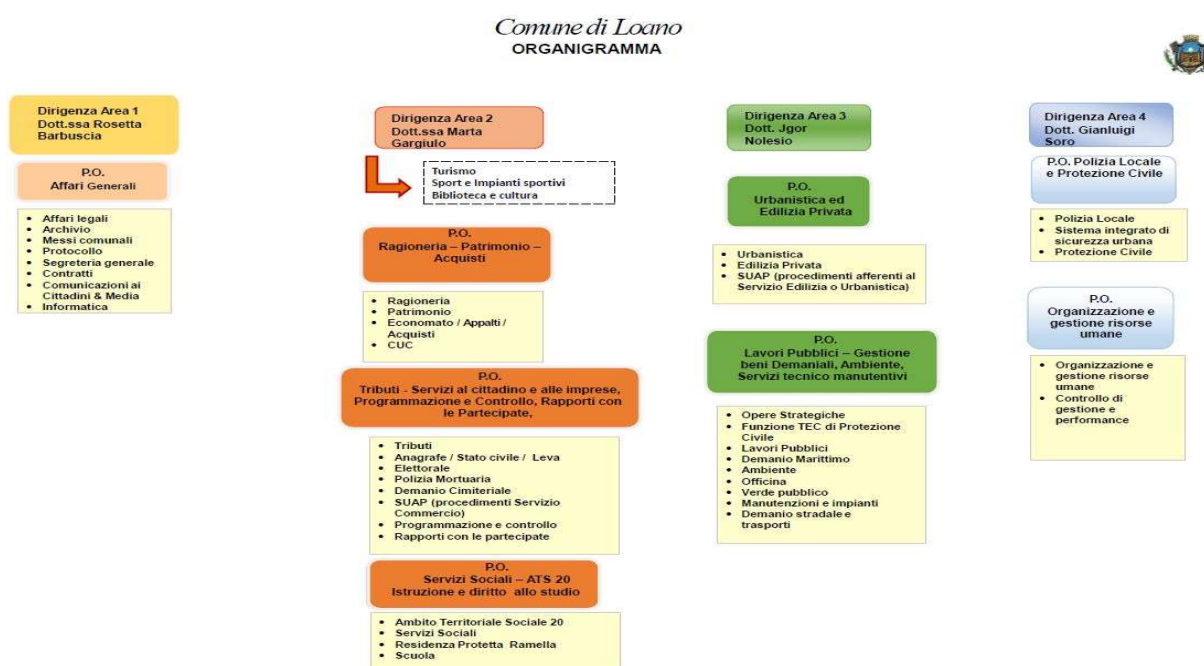 Comune di Loano
ORGANIGRAMMA
Dirigenza Area 1
Dott.ssa Rosetta
Barbuscia
P.O.
Affari Generali
• Affari legali
• Archivio
• Messi comunali
• Protocollo
• Segreteria generale
• Contratti
• Comunicazioni ai
Cittadini & Media
• Informatica
Dirigenza Area 2
Dott.ssa Marta
Gargiulo
Turismo
Sport e Impianti sportivi
Biblioteca e cultura
P.O.
Ragioneria – Patrimonio –
Acquisti
• Ragioneria
• Patrimonio
• Economato / Appalti /
Acquisti
• CUC
P.O.
Tributi - Servizi al cittadino e alle imprese,
Programmazione e Controllo, Rapporti con
le Partecipate,
• Tributi
• Anagrafe / Stato civile / Leva
• Elettorale
• Polizia Mortuaria
• Demanio Cimiteriale
• SUAP (procedimenti Servizio
Commercio)
• Programmazione e controllo
• Rapporti con le partecipate
P.O.
Servizi Sociali – ATS 20
Istruzione e diritto allo studio
• Ambito Territoriale Sociale 20
• Servizi Sociali
• Residenza Protetta Ramella
• Scuola
Dirigenza Area 3
Dott. Jgor
Nolesio
P.O.
Urbanistica ed
Edilizia Privata
• Urbanistica
• Edilizia Privata
• SUAP (procedimenti afferenti al
Servizio Edilizia o Urbanistica)
P.O.
Lavori Pubblici – Gestione
beni Demaniali, Ambiente,
Servizi tecnico manutentivi
• Opere Strategiche
• Funzione TEC di Protezione
Civile
• Lavori Pubblici
• Demanio Marittimo
• Ambiente
• Officina
• Verde pubblico
• Manutenzioni e impianti
• Demanio stradale e
trasporti
Dirigenza Area 4
Dott. Gianluigi
Soro
P.O. Polizia Locale
e Protezione Civile
• Polizia Locale
• Sistema integrato di
sicurezza urbana
• Protezione Civile
P.O.
Organizzazione e
gestione risorse
umane
• Organizzazione e
gestione risorse
umane
• Controllo di
gestione e
performance